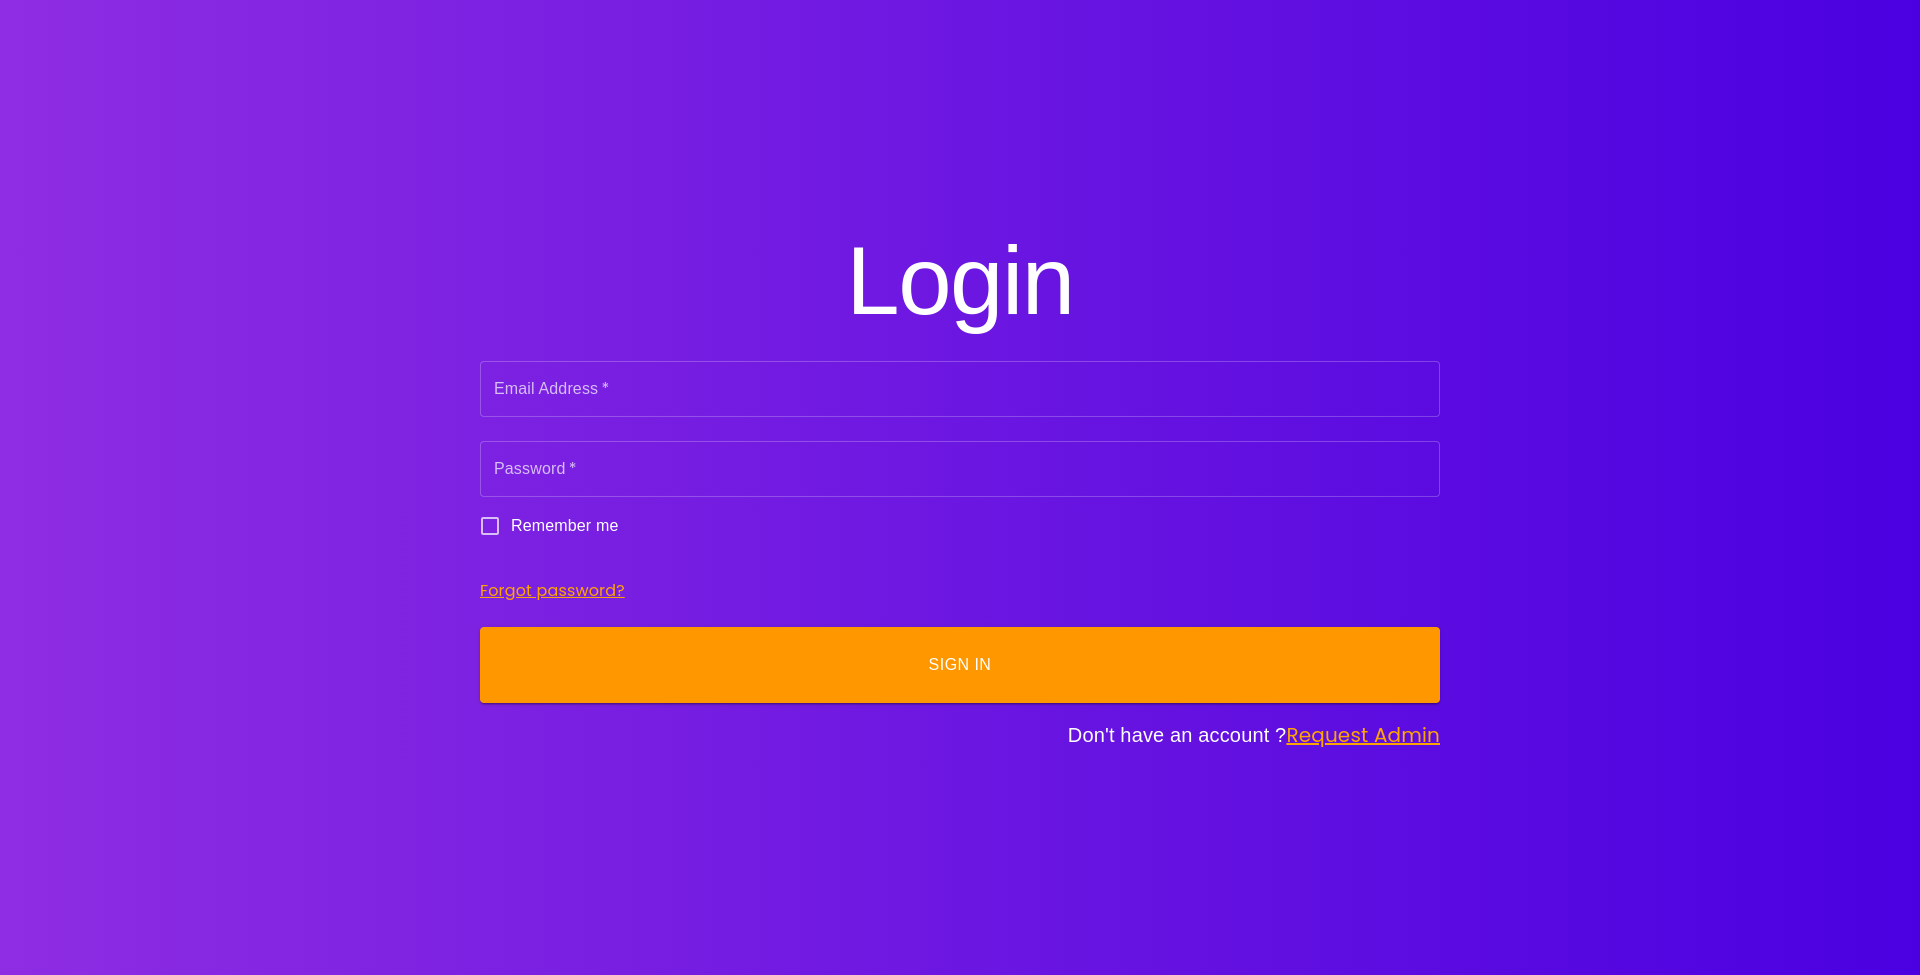 Login
Email Address *
Password *
Remember me
Forgot password?
SIGN IN
Don't have an account ?Request Admin